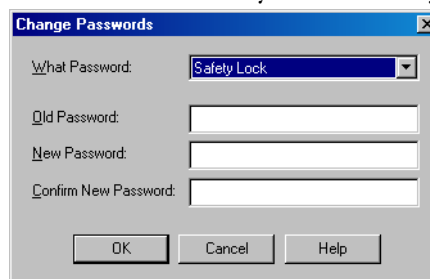 Change Passwords
What Password: Safety Lock
Old Password:
New Password:
Confirm New Password:
OK Cancel Help